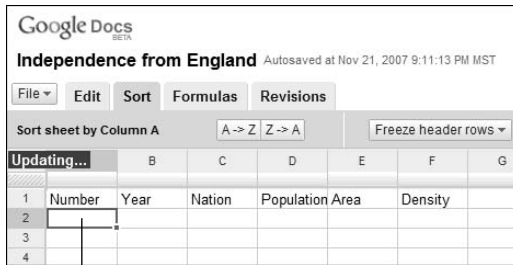 Google Docs
BETA
Independence from England Autosaved at Nov 21, 2007 9:11:13 PM MST
File Edit Sort Formulas Revisions
Sort sheet by Column A A -> Z Z -> A Freeze header rows
Updating... B C D E F G
1 Number Year Nation Population Area Density
2
3
4